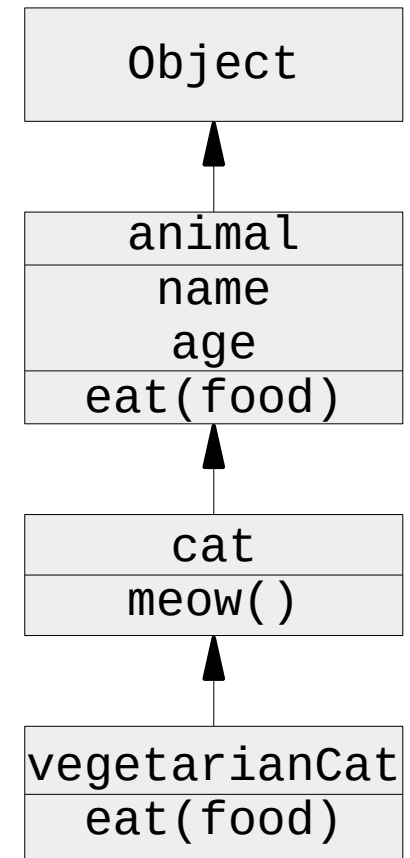 Object
animal
name
age
eat(food)
cat
meow()
vegetarianCat
eat(food)